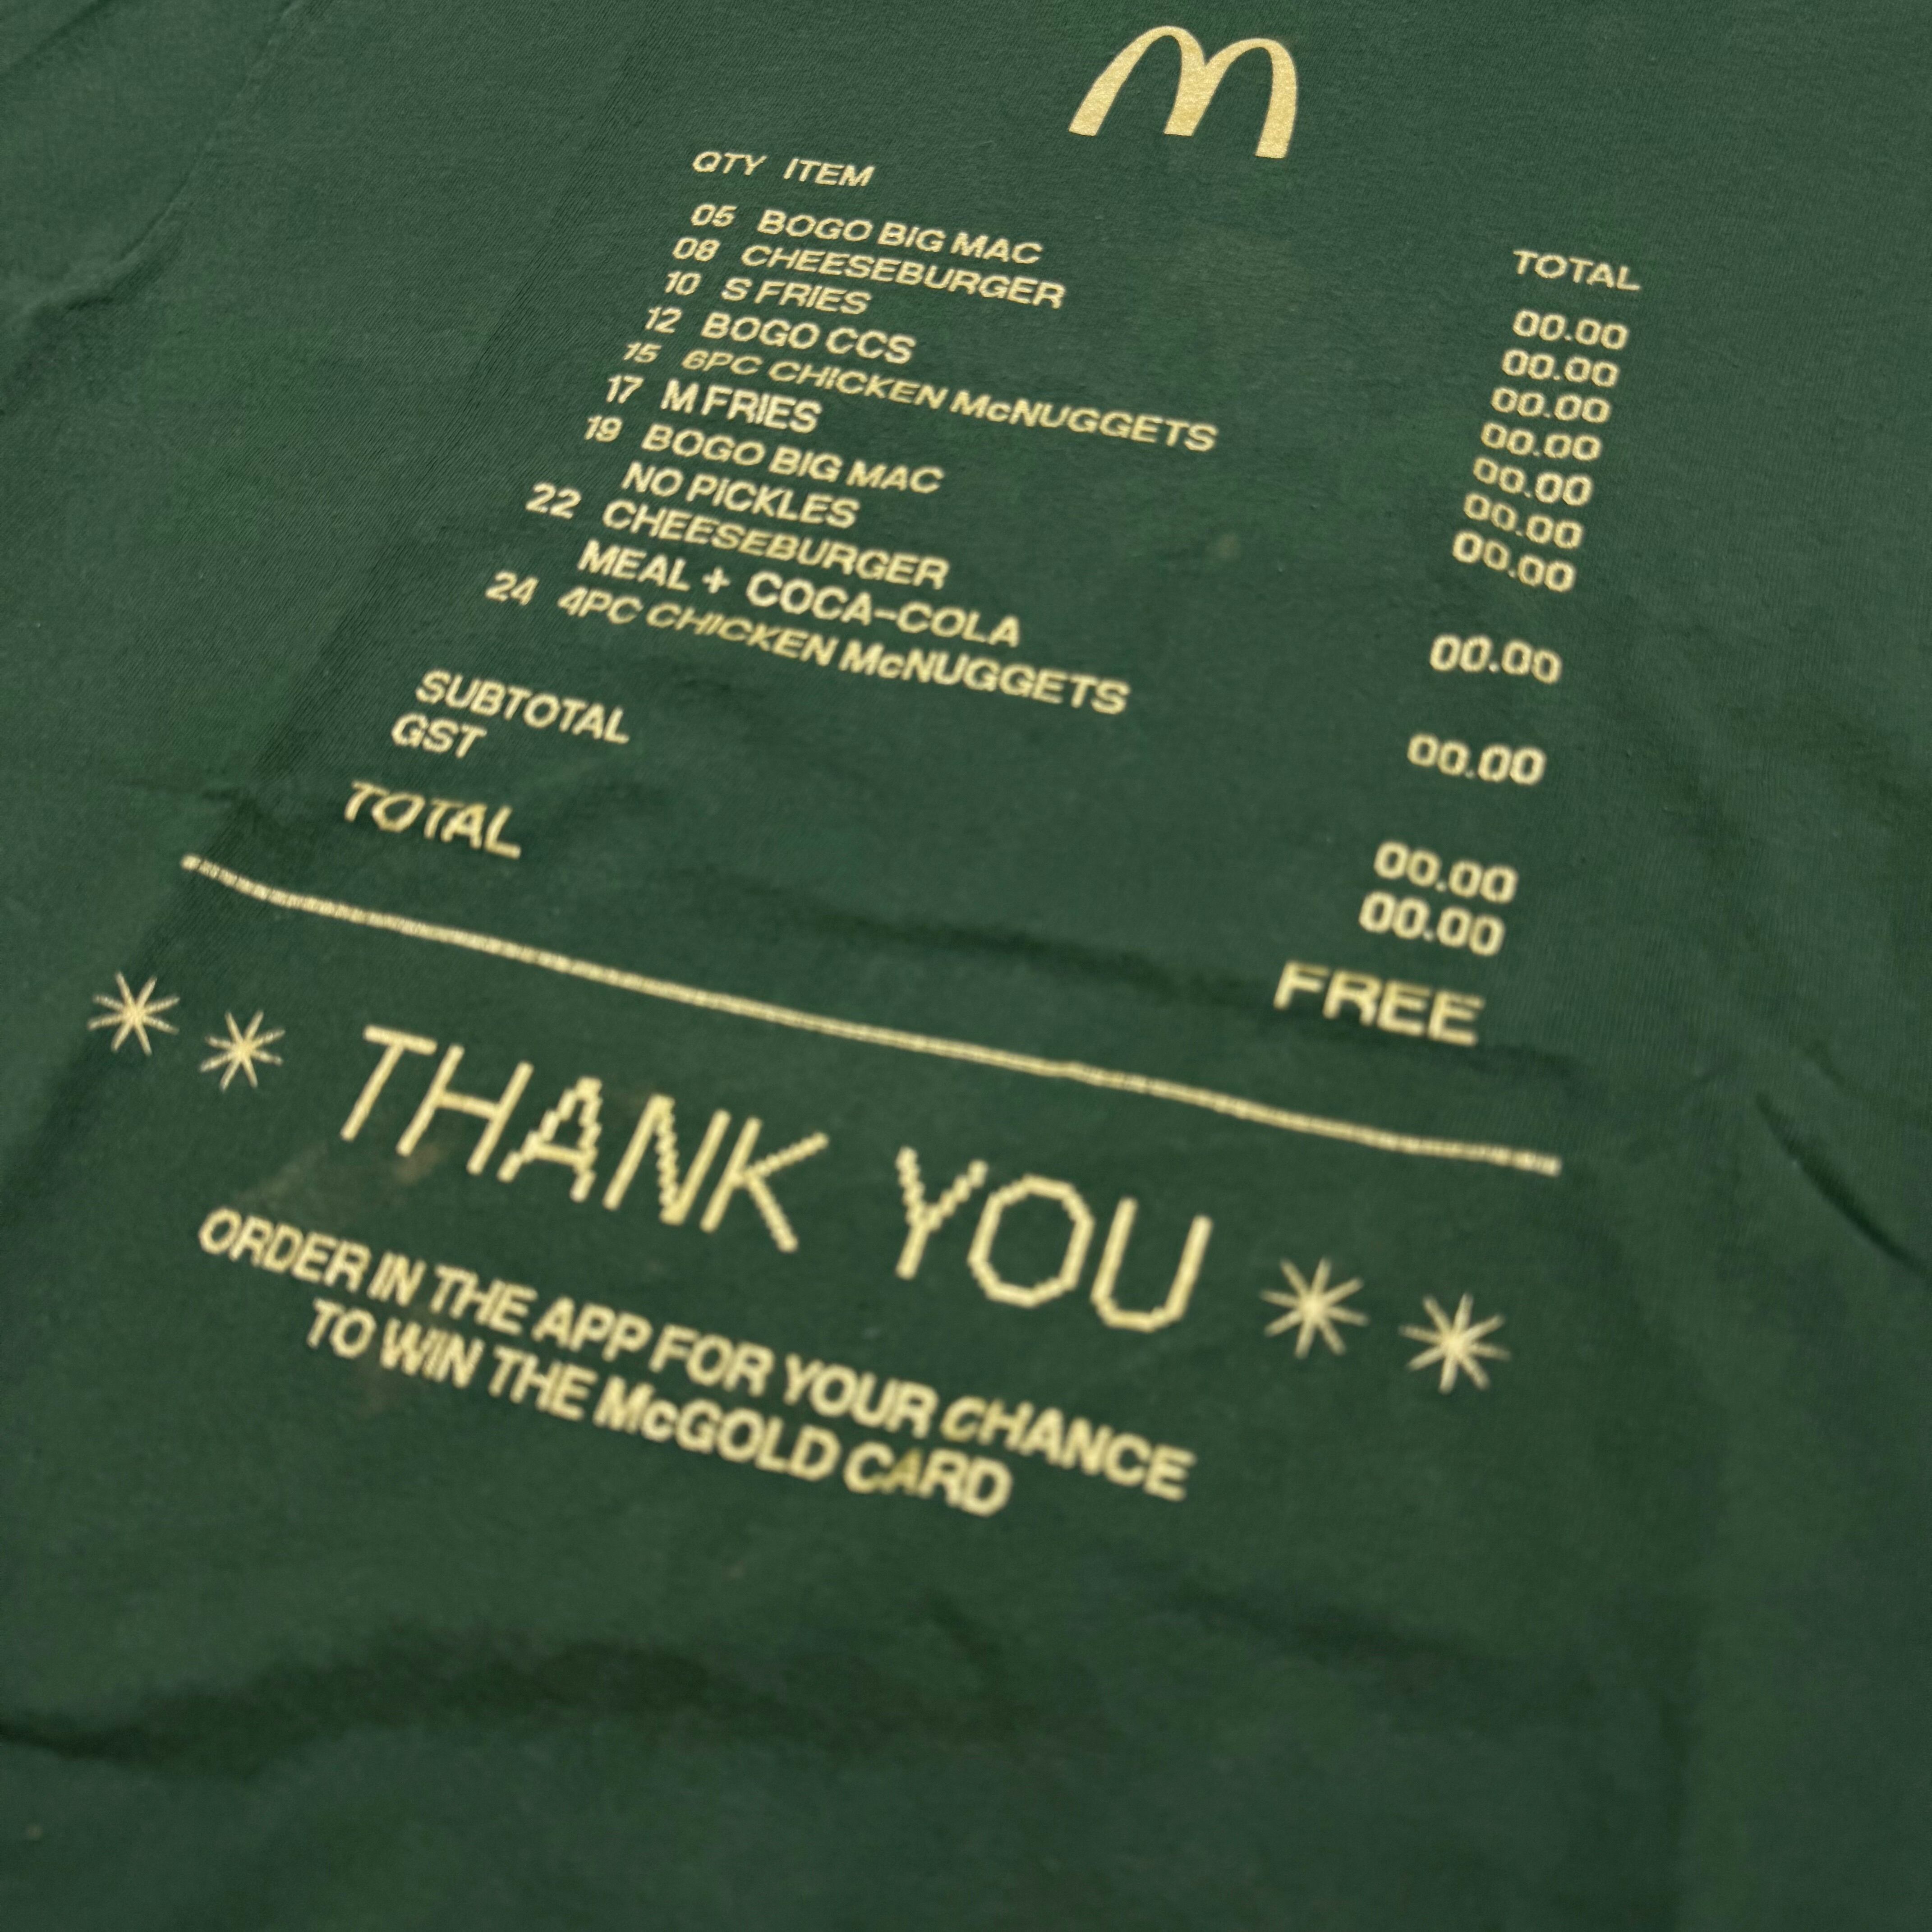 QTY ITEM TOTAL
05 BOGO BIG MAC 00.00
08 CHEESEBURGER 00.00
10 S FRIES 00.00
12 BOGO CCS 00.00
15 6PC CHICKEN McNUGGETS 00.00
17 M FRIES 00.00
19 BOGO BIG MAC 00.00
NO PICKLES
22 CHEESEBURGER 00.00
MEAL + COCA-COLA
24 4PC CHICKEN McNUGGETS 00.00
SUBTOTAL 00.00
GST 00.00
TOTAL FREE
** THANK YOU **
ORDER IN THE APP FOR YOUR CHANCE
TO WIN THE McGOLD CARD